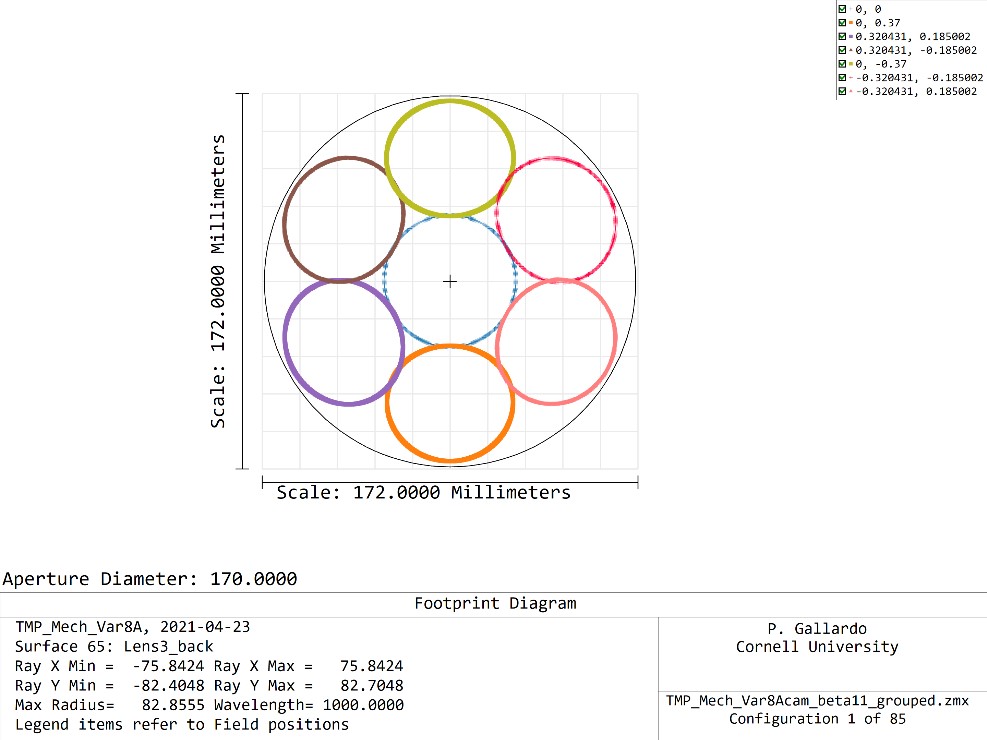 0, 0
0, 0.37
0.320431, 0.185002
0.320431, -0.185002
0, -0.37
-0.320431, -0.185002
-0.320431, 0.185002
Scale: 172.0000 Millimeters
Scale: 172.0000 Millimeters
Aperture Diameter: 170.0000
Footprint Diagram
TMP_Mech_Var8A, 2021-04-23
Surface 65: Lens3_back
Ray X Min = -75.8424 Ray X Max = 75.8424
Ray Y Min = -82.4048 Ray Y Max = 82.7048
Max Radius= 82.8555 Wavelength= 1000.0000
Legend items refer to Field positions
P. Gallardo
Cornell University
TMP_Mech_Var8Acam_beta11_grouped.zmx
Configuration 1 of 85